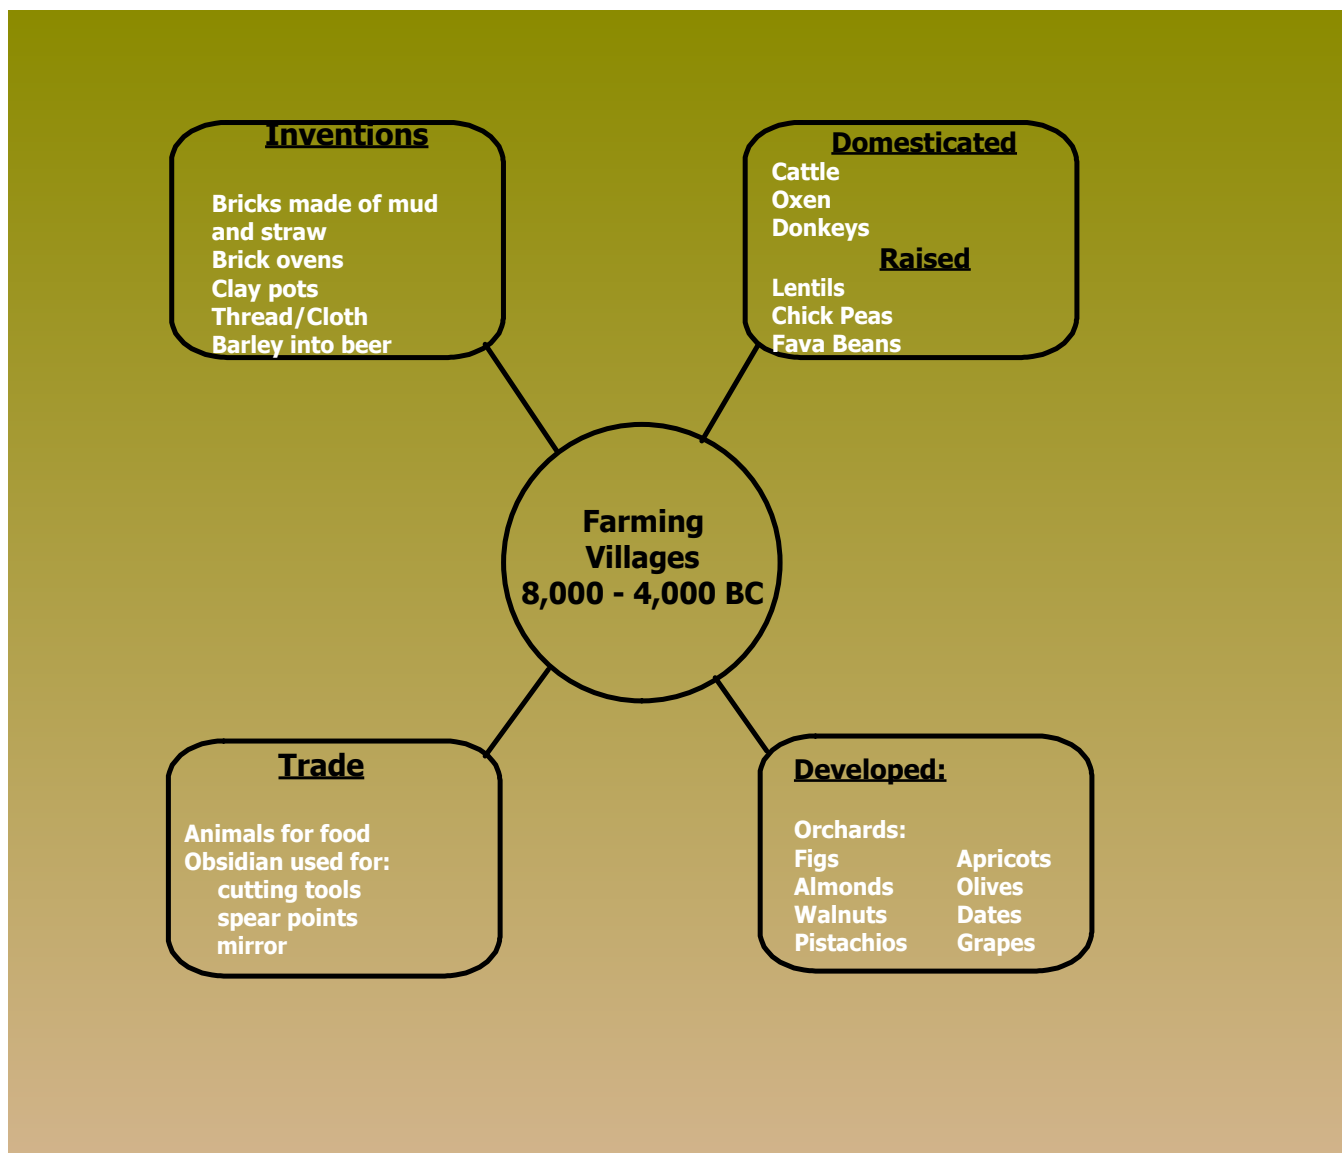 Inventions
Bricks made of mud
and straw
Brick ovens
Clay pots
Thread/Cloth
Barley into beer
Domesticated
Cattle
Oxen
Donkeys
Raised
Lentils
Chick Peas
Fava Beans
Farming
Villages
8,000 - 4,000 BC
Trade
Animals for food
Obsidian used for:
cutting tools
spear points
mirror
Developed:
Orchards:
Figs Apricots
Almonds Olives
Walnuts Dates
Pistachios Grapes